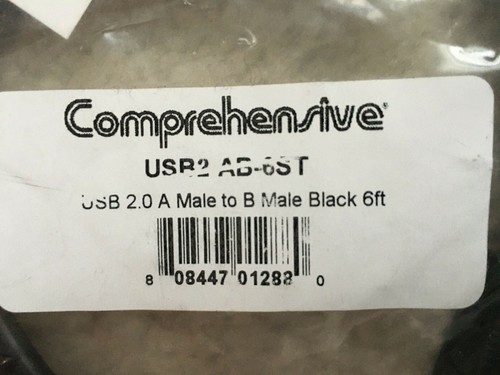 Comprehensive
USB2 AB-6ST
USB 2.0 A Male to B Male Black 6ft
8 08447 01288 0